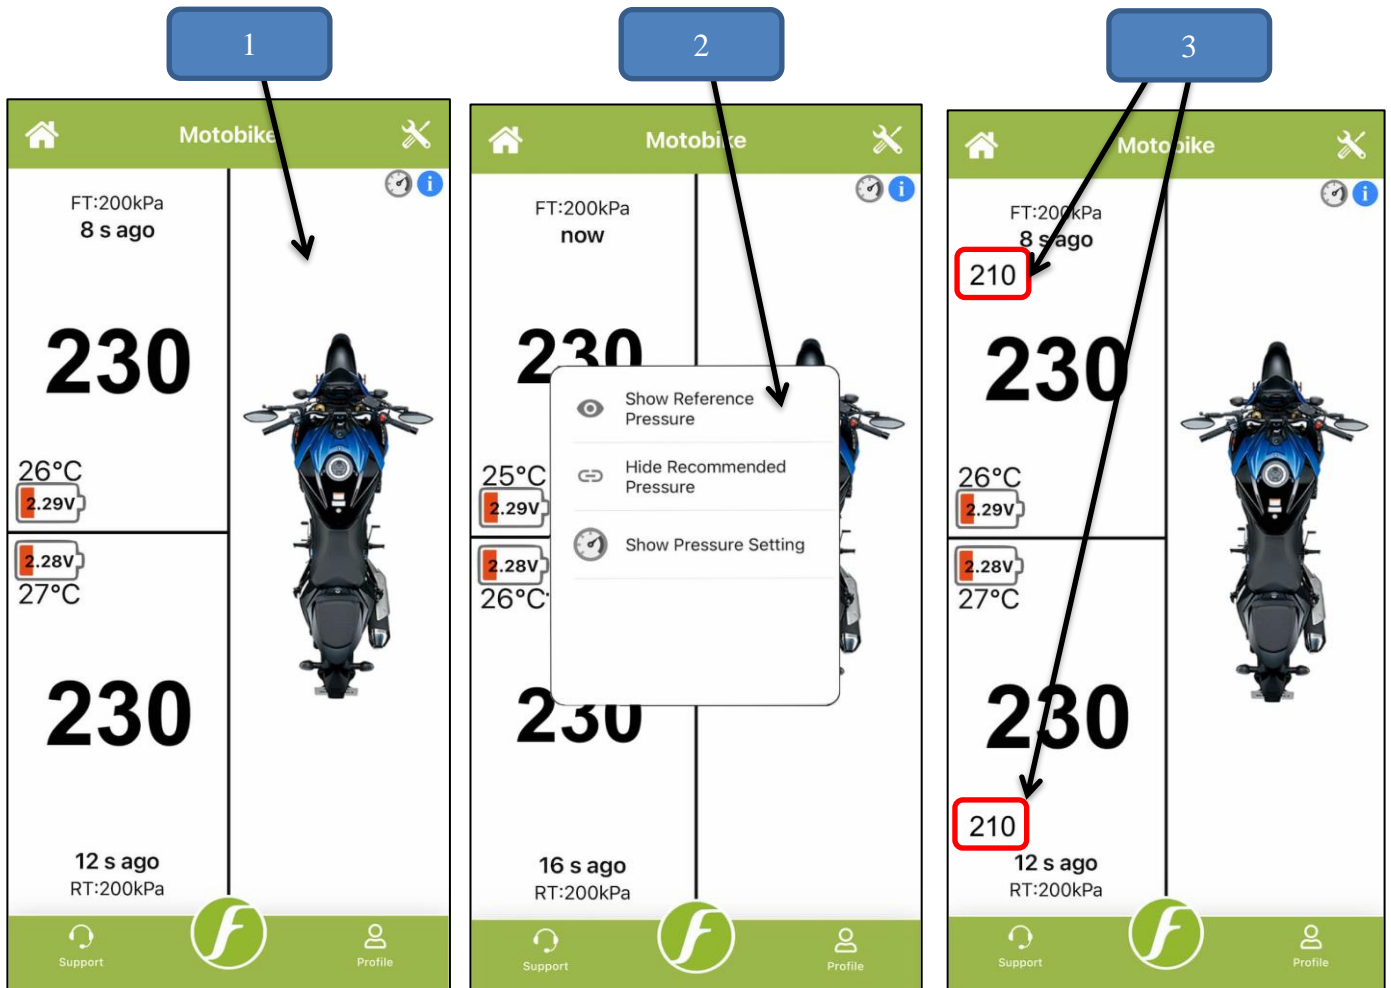 1
2
3
Motobike
FT:200kPa
8 s ago
230
26°C
2.29V
2.28V
27°C
230
12 s ago
RT:200kPa
Support
Profile
Motobike
i
FT:200kPa
now
230
Show Reference
Pressure
Hide Recommended
Pressure
Show Pressure Setting
25°C
2.29V
2.28V
26°C
230
16 s ago
RT:200kPa
Support
Profile
Motobike
i
FT:200kPa
8 s ago
210
230
26°C
2.29V
2.28V
27°C
230
210
12 s ago
RT:200kPa
Support
Profile